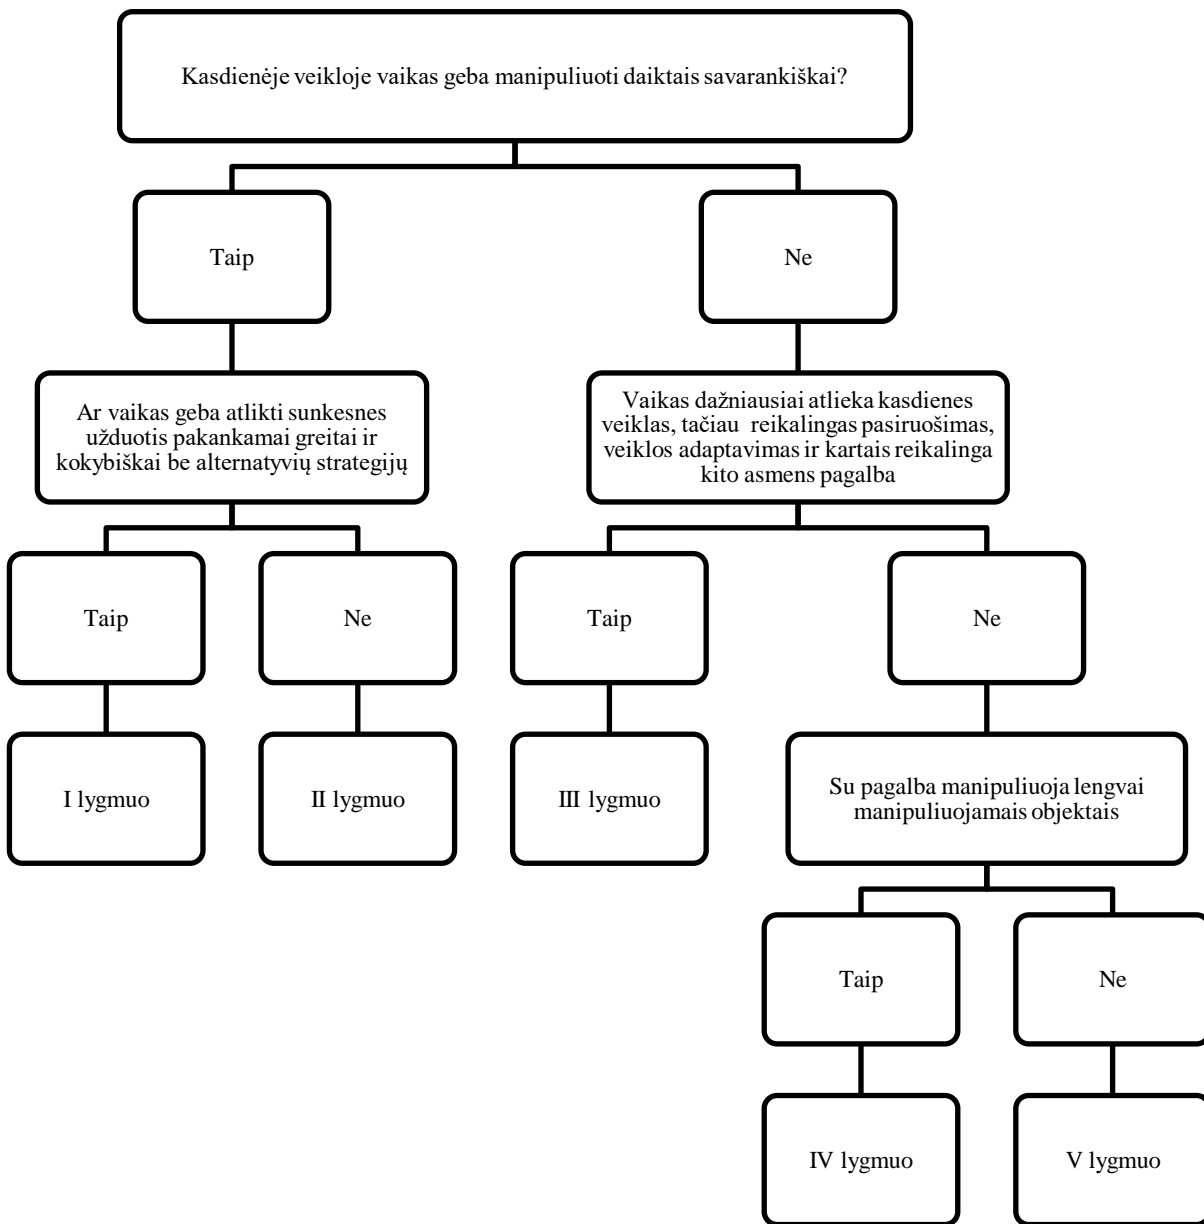 Kasdienėje veikloje vaikas geba manipuliuoti daiktais savarankiškai?
Taip
Ne
Ar vaikas geba atlikti sunkesnes
užduotis pakankamai greitai ir
kokybiškai be alternatyvių strategijų
Vaikas dažniausiai atlieka kasdienes
veiklas, tačiau reikalingas pasiruošimas,
veiklos adaptavimas ir kartais reikalinga
kito asmens pagalba
Taip
Ne
Taip
Ne
I lygmuo
II lygmuo
III lygmuo
Su pagalba manipuliuoja lengvai
manipuliuojamais objektais
Taip
Ne
IV lygmuo
V lygmuo